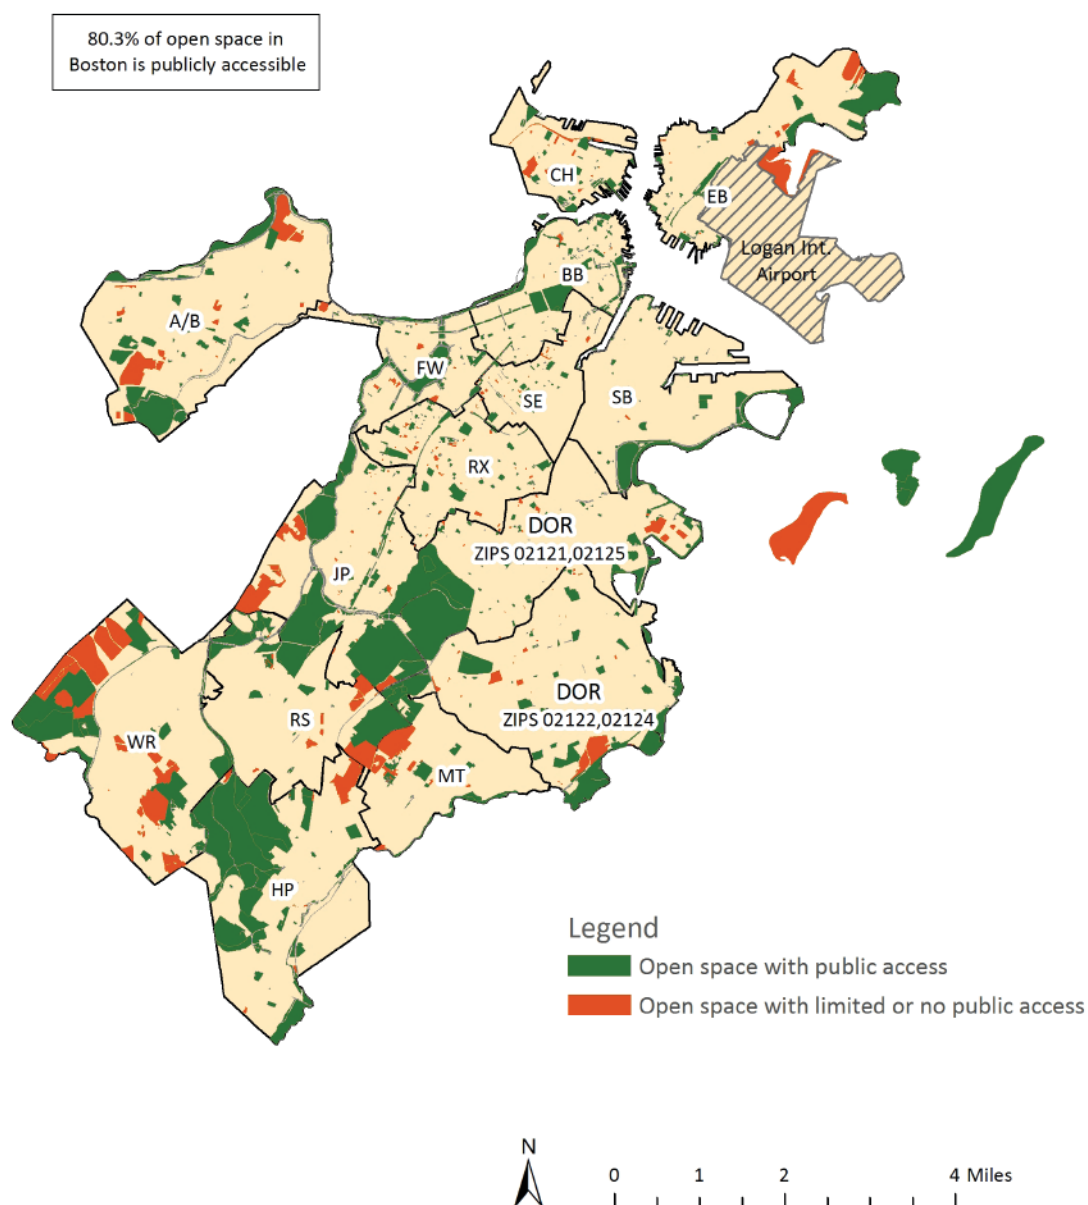 80.3% of open space in
Boston is publicly accessible
CH
EB
Logan Int.
Airport
BB
A/B
FW
SE
SB
RX
DOR
ZIPS 02121,02125
JP
DOR
ZIPS 02122,02124
RS
WR
MT
HP
Legend
Open space with public access
Open space with limited or no public access
N
0 1 2 4 Miles